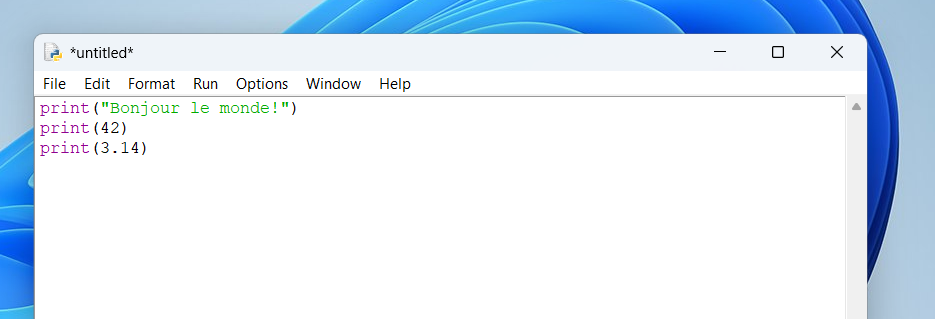 *untitled*
File Edit Format Run Options Window Help
print("Bonjour le monde!")
print(42)
print(3.14)